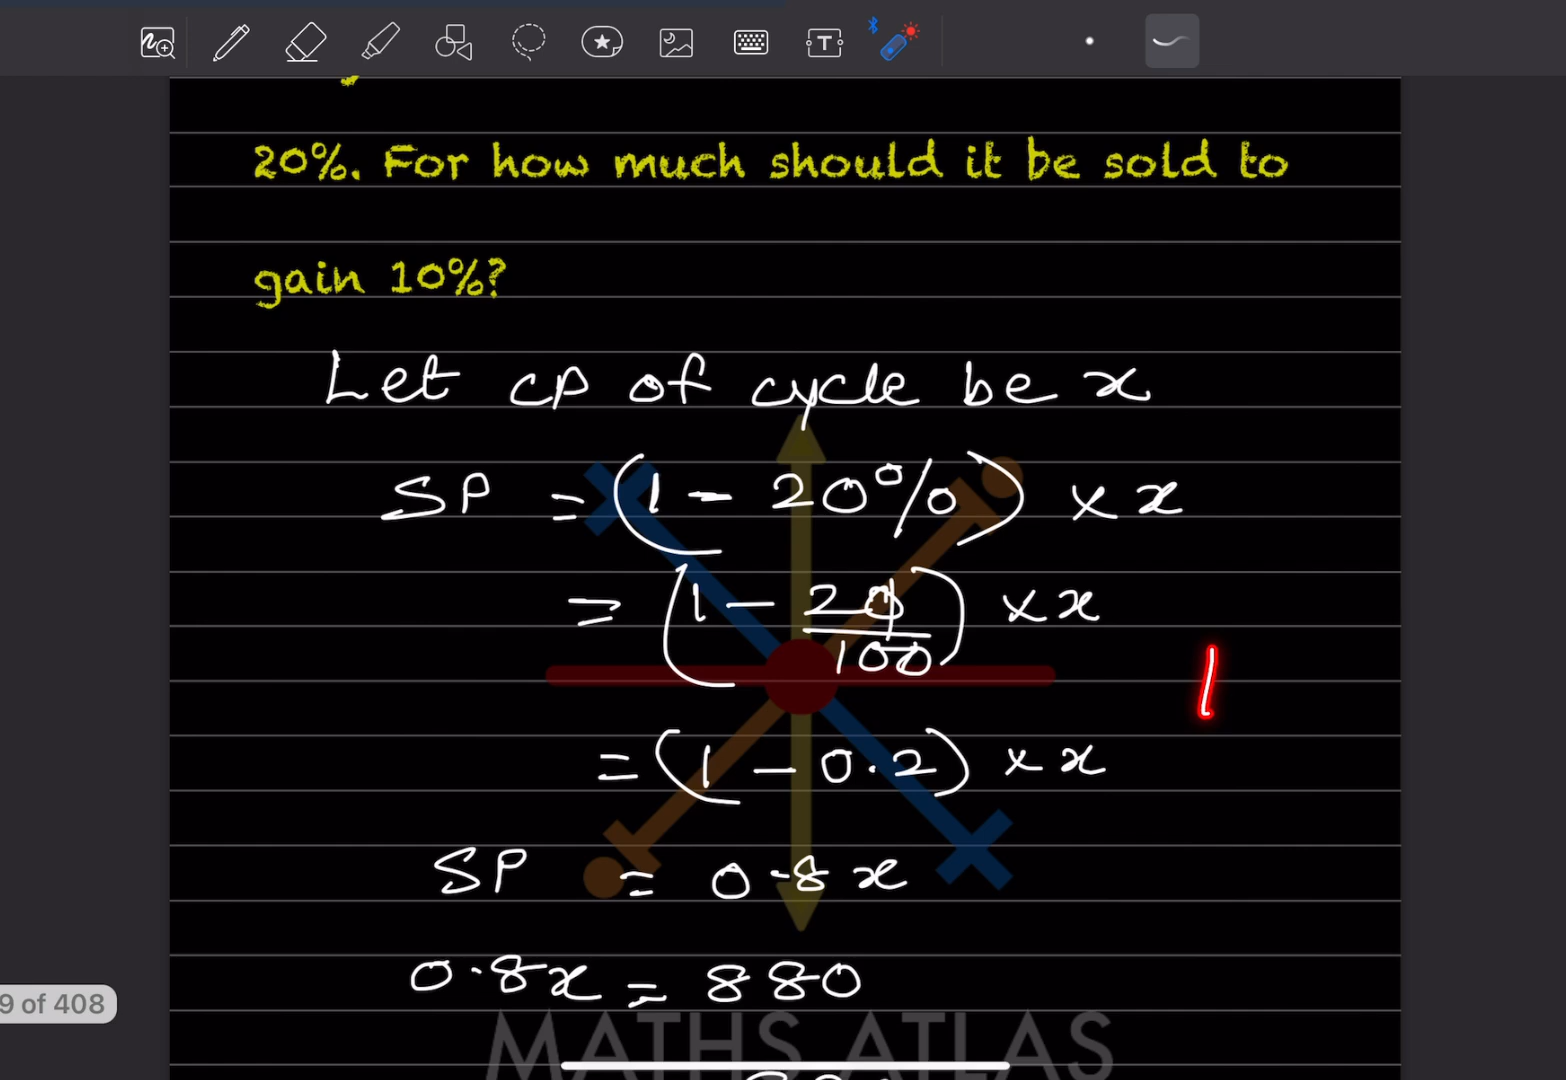 20%. For how much should it be sold to
gain 10%?
Let CP of cycle be x
SP = (1 - 20%) × x
= (1 - 20/100) × x
= (1 - 0.2) × x
SP = 0.8x
0.8x = 880
9 of 408
MATHS ATLAS